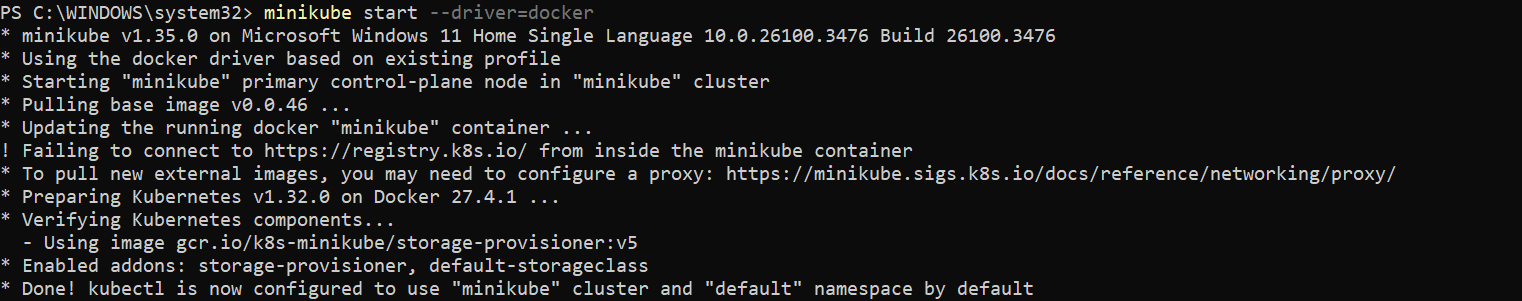 PS C:\WINDOWS\system32> minikube start --driver=docker
* minikube v1.35.0 on Microsoft Windows 11 Home Single Language 10.0.26100.3476 Build 26100.3476
* Using the docker driver based on existing profile
* Starting "minikube" primary control-plane node in "minikube" cluster
* Pulling base image v0.0.46 ...
* Updating the running docker "minikube" container ...
! Failing to connect to https://registry.k8s.io/ from inside the minikube container
* To pull new external images, you may need to configure a proxy: https://minikube.sigs.k8s.io/docs/reference/networking/proxy/
* Preparing Kubernetes v1.32.0 on Docker 27.4.1 ...
* Verifying Kubernetes components...
  - Using image gcr.io/k8s-minikube/storage-provisioner:v5
* Enabled addons: storage-provisioner, default-storageclass
* Done! kubectl is now configured to use "minikube" cluster and "default" namespace by default